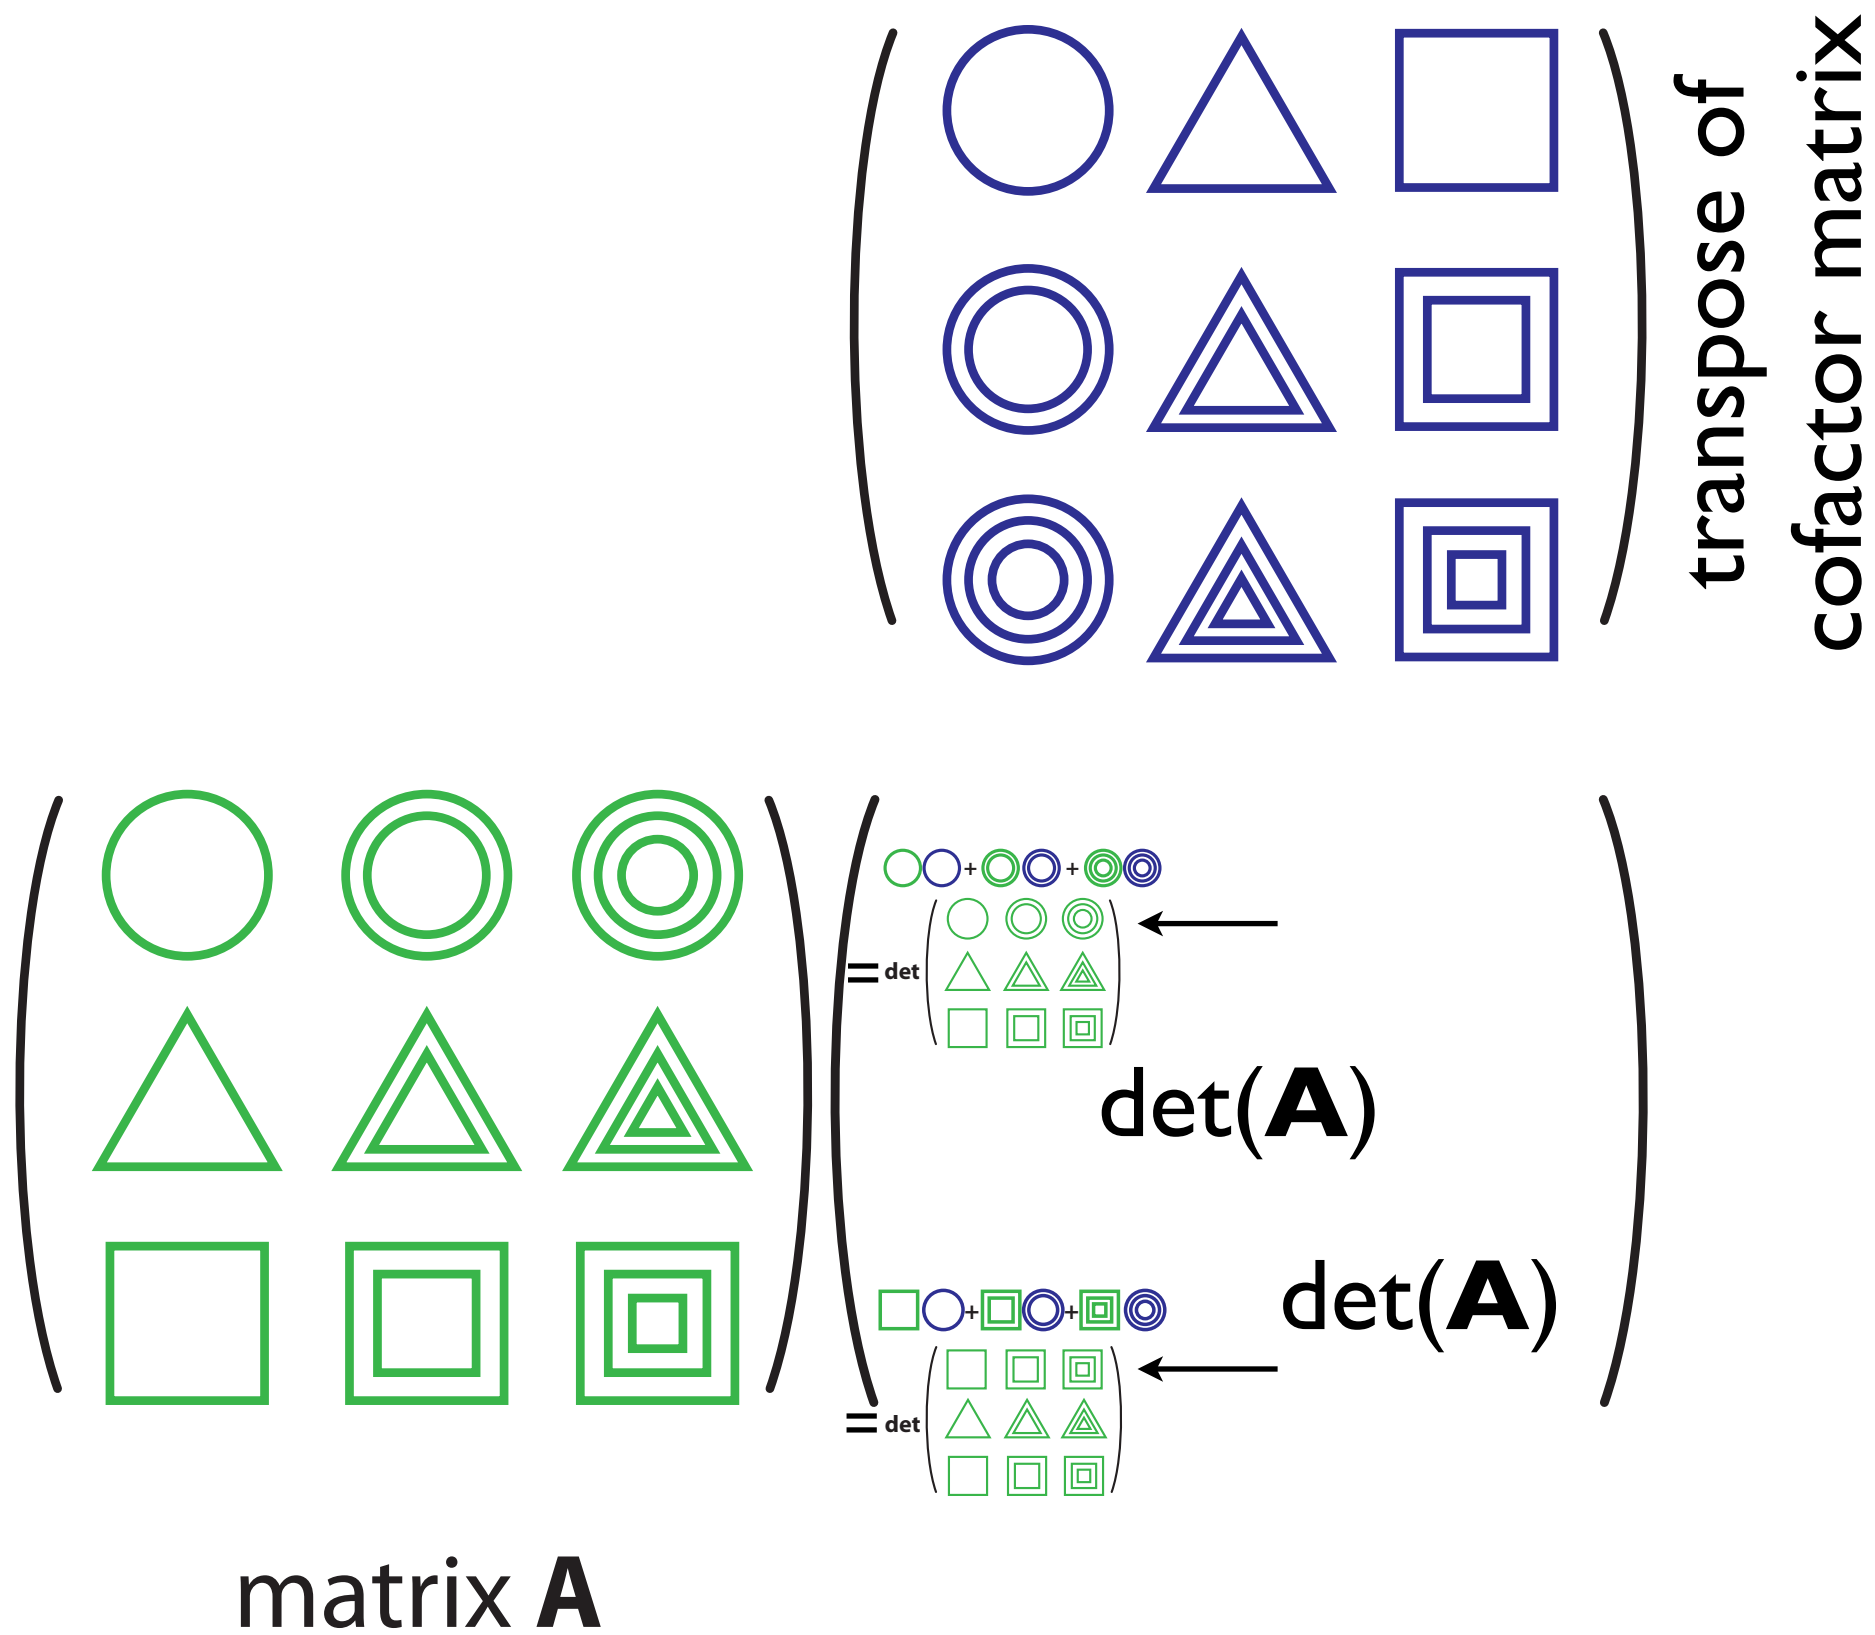 transpose of
cofactor matrix
+ +
= det
det(A)
+ +
det(A)
= det
matrix A